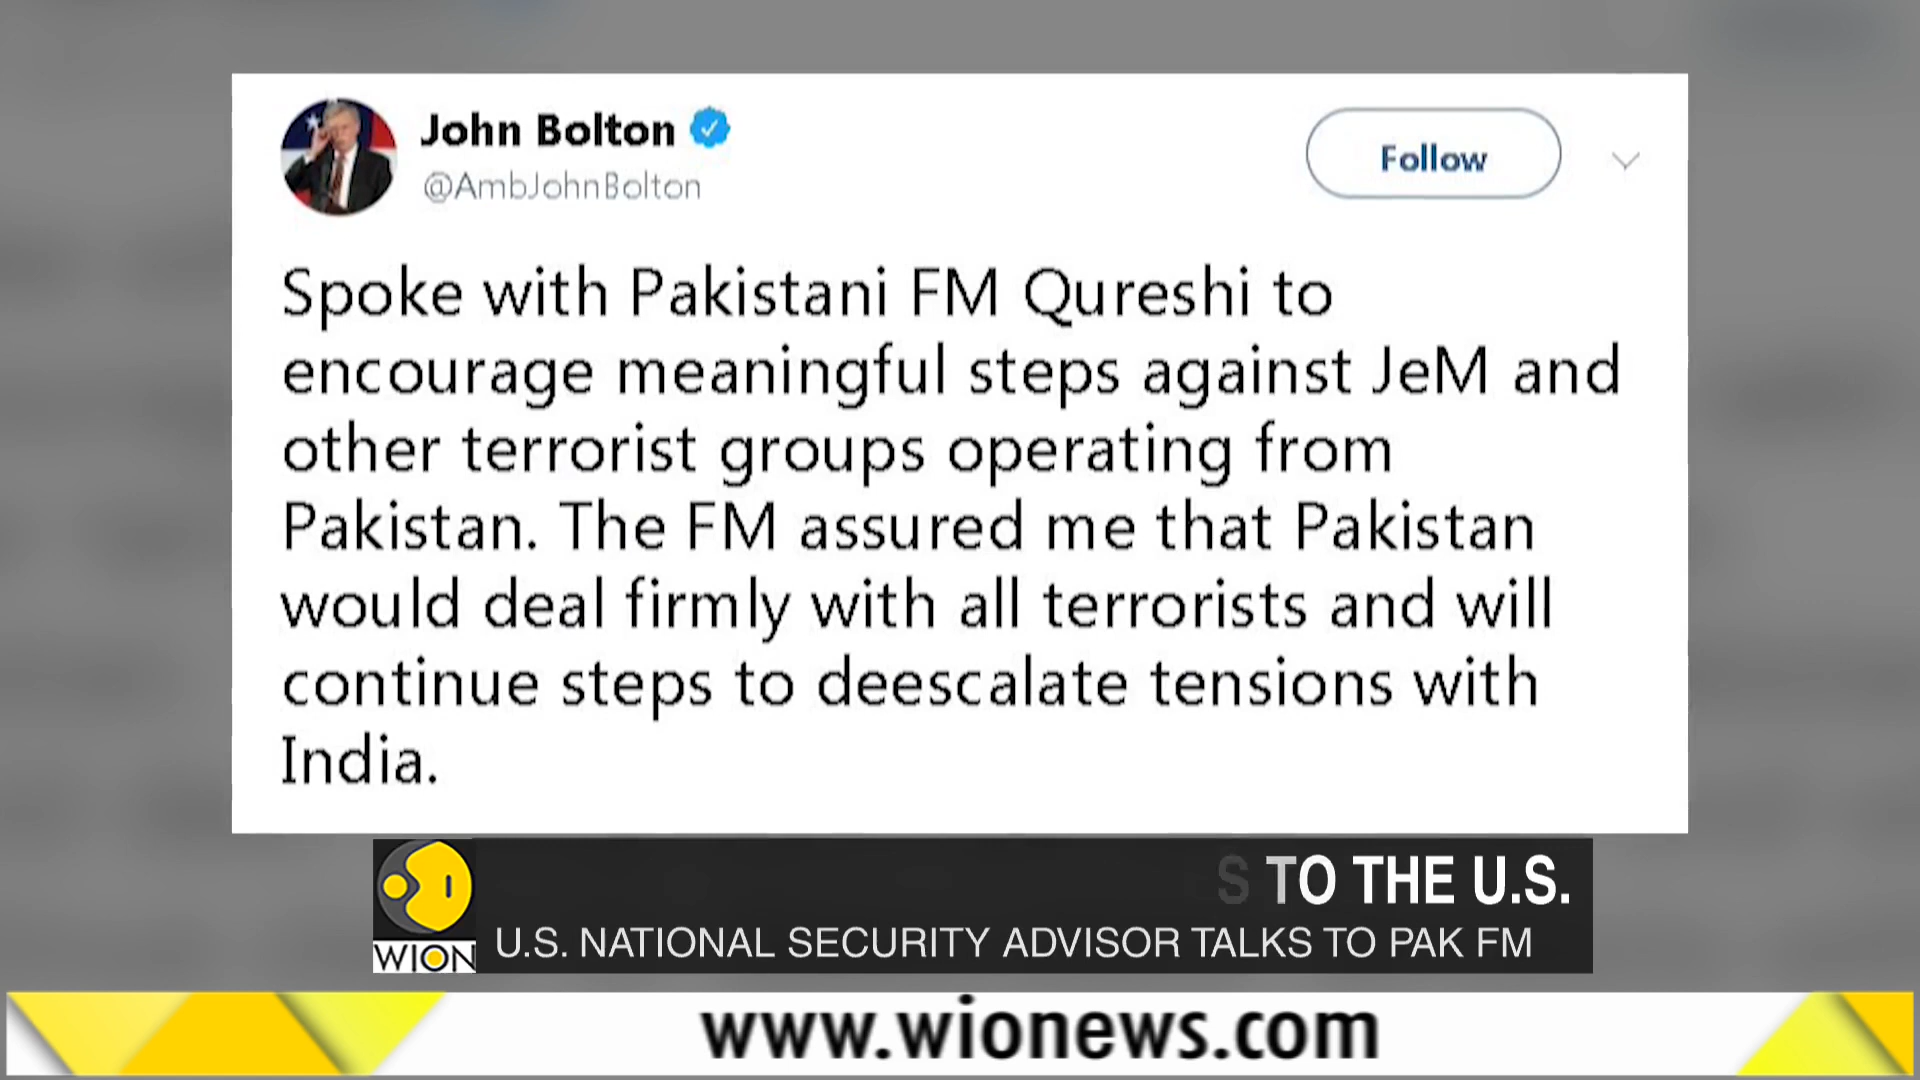 John Bolton
@AmbJohnBolton
Follow
Spoke with Pakistani FM Qureshi to
encourage meaningful steps against JeM and
other terrorist groups operating from
Pakistan. The FM assured me that Pakistan
would deal firmly with all terrorists and will
continue steps to deescalate tensions with
India.
S TO THE U.S.
U.S. NATIONAL SECURITY ADVISOR TALKS TO PAK FM
WION
www.wionews.com